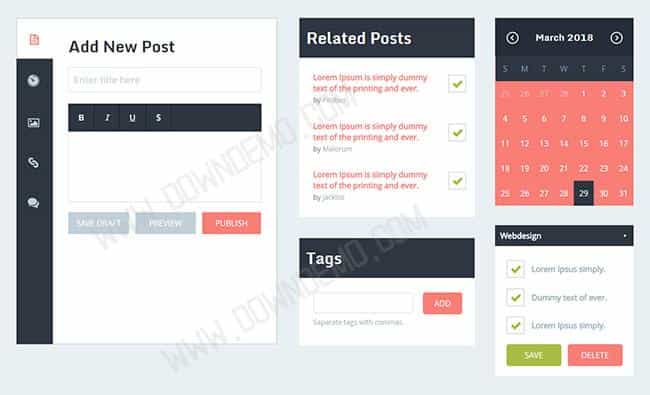 Add New Post
Enter title here
B I U S
SAVE DRAFT PREVIEW PUBLISH
Related Posts
Lorem Ipsum is simply dummy
text of the printing and ever.
Lorem Ipsum is simply dummy
text of the printing and ever.
by Malorum
Lorem Ipsum is simply dummy
text of the printing and ever.
by Jackios
Tags
ADD
Separate tags with commas.
March 2018
S M T W T F S
25 26 27 28 1 2 3
4 5 6 7 8 9 10
11 12 13 14 15 16 17
18 19 20 21 22 23 24
25 26 27 28 29 30 31
Webdesign
Lorem Ipsus simply.
Dummy text of ever.
Lorem Ipsus simply.
SAVE DELETE
WWW.DOWNDEMO.COM
WWW.DOWNDEMO.COM